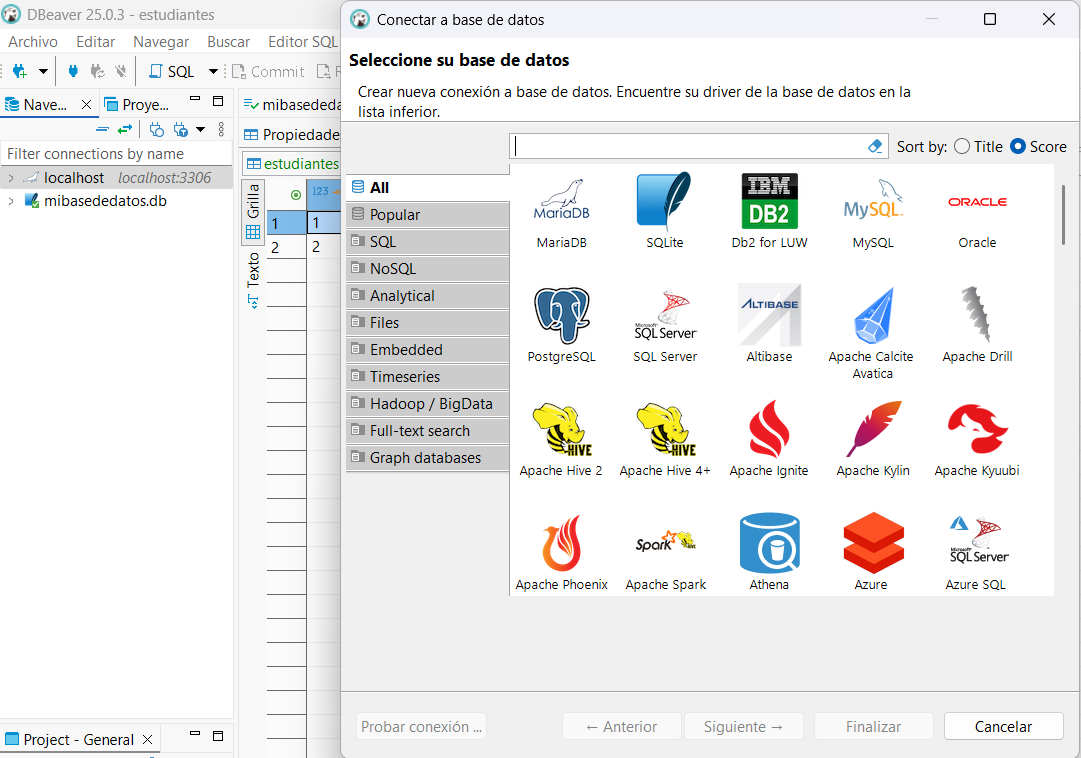 DBeaver 25.0.3 - estudiantes
Archivo Editar Navegar Buscar Editor SQL
SQL Commit
Nave... Proye...
Filter connections by name
localhost localhost:3306
mibasededatos.db
Project - General
mibaseded
Propiedade
estudiantes
Grilla
Texto
123
1 1
2 2
Conectar a base de datos
Seleccione su base de datos
Crear nueva conexión a base de datos. Encuentre su driver de la base de datos en la
lista inferior.
Sort by: Title Score
All
Popular
SQL
NoSQL
Analytical
Files
Embedded
Timeseries
Hadoop / BigData
Full-text search
Graph databases
MariaDB IBM DB2 MySQL ORACLE
MariaDB SQLite Db2 for LUW MySQL Oracle
Microsoft SQL Server ALTIBASE
PostgreSQL SQL Server Altibase Apache Calcite Avatica Apache Drill
HIVE HIVE
Apache Hive 2 Apache Hive 4+ Apache Ignite Apache Kylin Apache Kyuubi
Spark HIVE Microsoft SQL Server
Apache Phoenix Apache Spark Athena Azure Azure SQL
Probar conexión ... ← Anterior Siguiente → Finalizar Cancelar